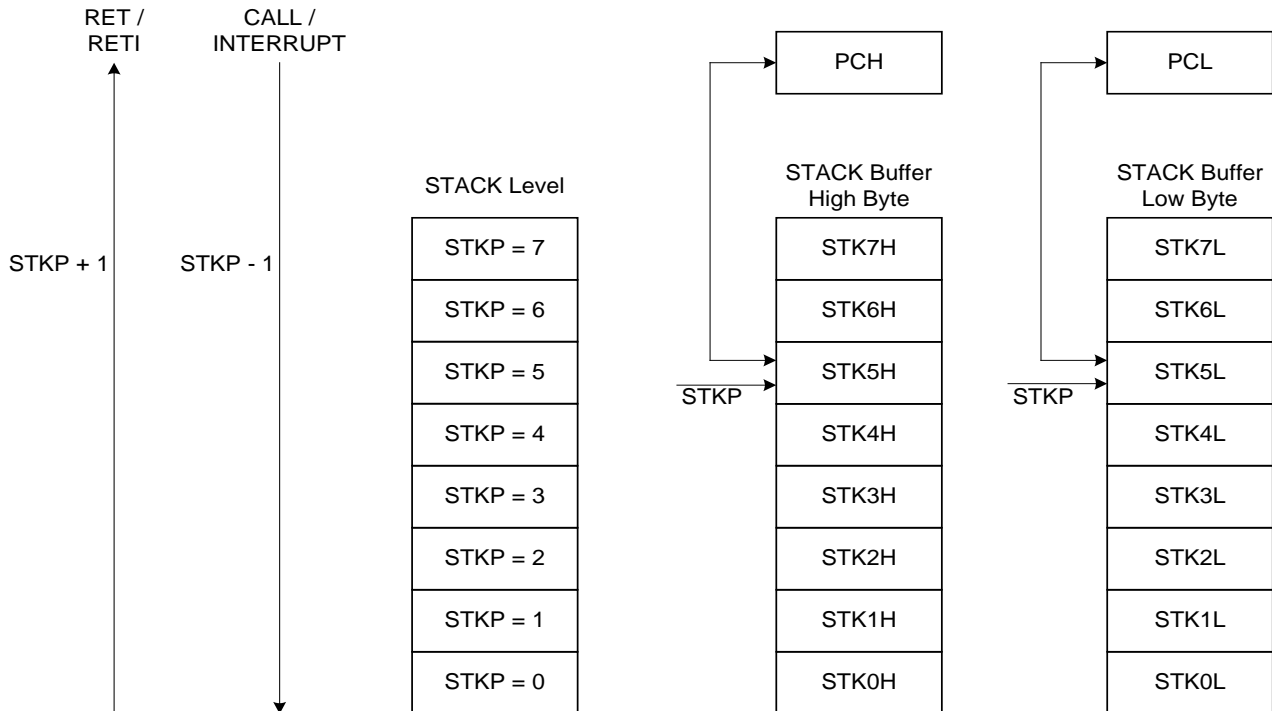 RET /
RETI
CALL /
INTERRUPT
PCH
PCL
STACK Level
STACK Buffer
High Byte
STACK Buffer
Low Byte
STKP + 1
STKP - 1
STKP = 7
STK7H
STK7L
STKP = 6
STK6H
STK6L
STKP = 5
STK5H
STK5L
STKP
STKP
STKP = 4
STK4H
STK4L
STKP = 3
STK3H
STK3L
STKP = 2
STK2H
STK2L
STKP = 1
STK1H
STK1L
STKP = 0
STK0H
STK0L